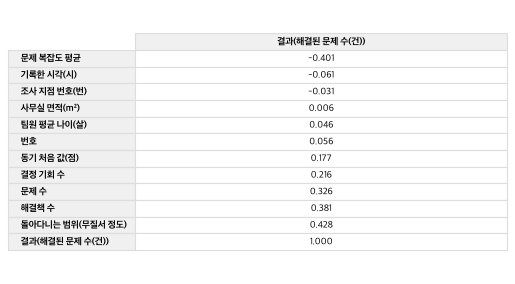 결과(해결된 문제 수(건))
문제 복잡도 평균 -0.401
기록한 시각(시) -0.061
조사 지점 번호(번) -0.031
사무실 면적(m²) 0.006
팀원 평균 나이(살) 0.046
번호 0.056
동기 처음 값(점) 0.177
결정 기회 수 0.216
문제 수 0.326
해결책 수 0.381
돌아다니는 범위(무질서 정도) 0.428
결과(해결된 문제 수(건)) 1.000